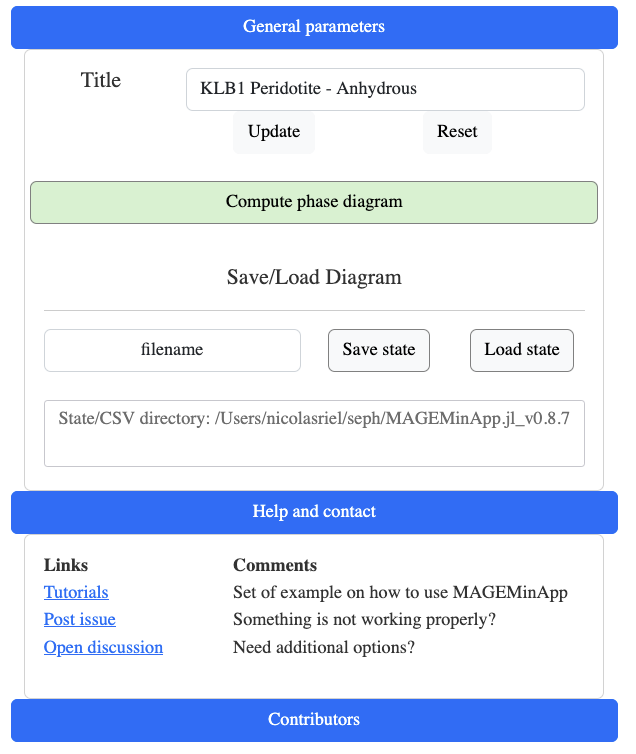 General parameters
Title
KLB1 Peridotite - Anhydrous
Update Reset
Compute phase diagram
Save/Load Diagram
filename Save state Load state
State/CSV directory: /Users/nicolasriel/seph/MAGEMinApp.jl_v0.8.7
Help and contact
Links Comments
Tutorials Set of example on how to use MAGEMinApp
Post issue Something is not working properly?
Open discussion Need additional options?
Contributors